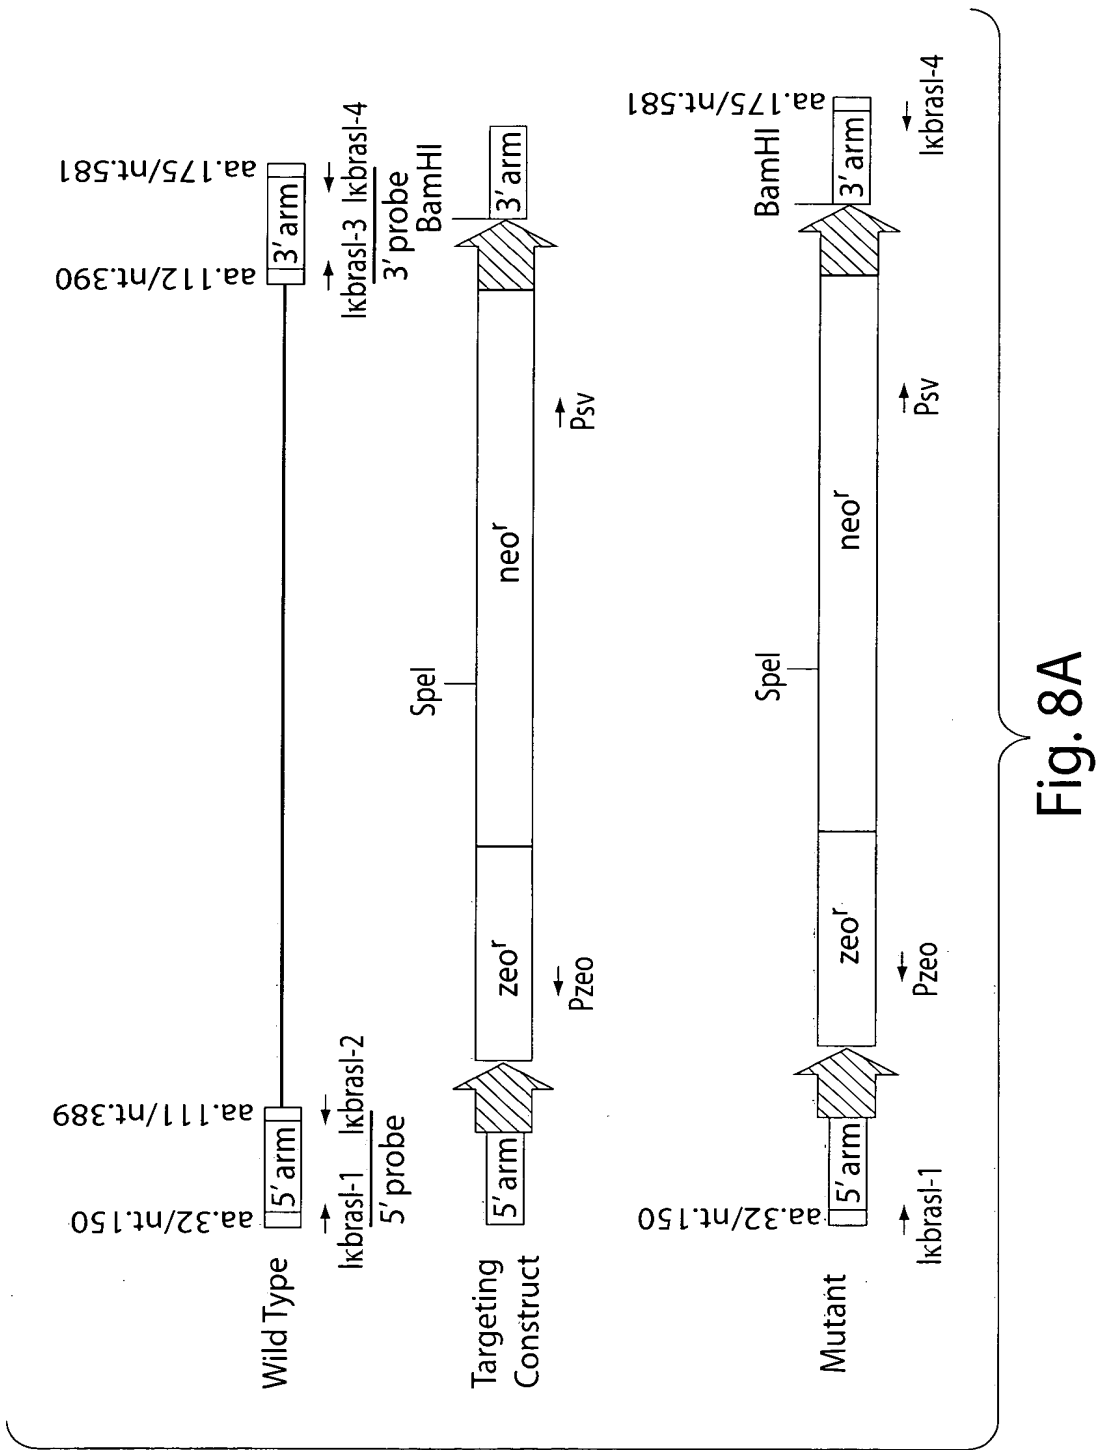 Wild Type
aa.32/nt.150
5' arm
aa.111/nt.389
aa.112/nt.390
3' arm
aa.175/nt.581
Iκbrasl-1
Iκbrasl-2
5' probe
Iκbrasl-3
Iκbrasl-4
3' probe
Targeting
Construct
5' arm
zeoʳ
SpeI
neoʳ
BamHI
3' arm
Pzeo
Psv
Mutant
aa.32/nt.150
5' arm
zeoʳ
SpeI
neoʳ
BamHI
3' arm
aa.175/nt.581
Iκbrasl-1
Pzeo
Psv
Iκbrasl-4
Fig. 8A